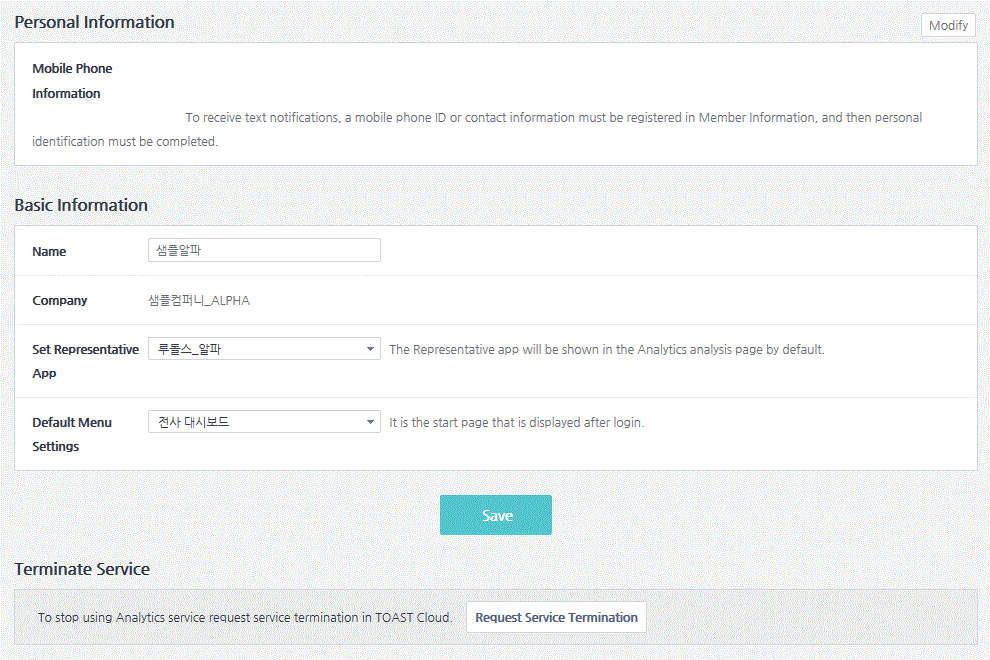 Personal Information
Modify
Mobile Phone
Information
To receive text notifications, a mobile phone ID or contact information must be registered in Member Information, and then personal
identification must be completed.
Basic Information
Name 샘플알파
Company 샘플컴퍼니_ALPHA
Set Representative 루돌스_알파 The Representative app will be shown in the Analytics analysis page by default.
App
Default Menu 전사 대시보드 It is the start page that is displayed after login.
Settings
Save
Terminate Service
To stop using Analytics service request service termination in TOAST Cloud. Request Service Termination